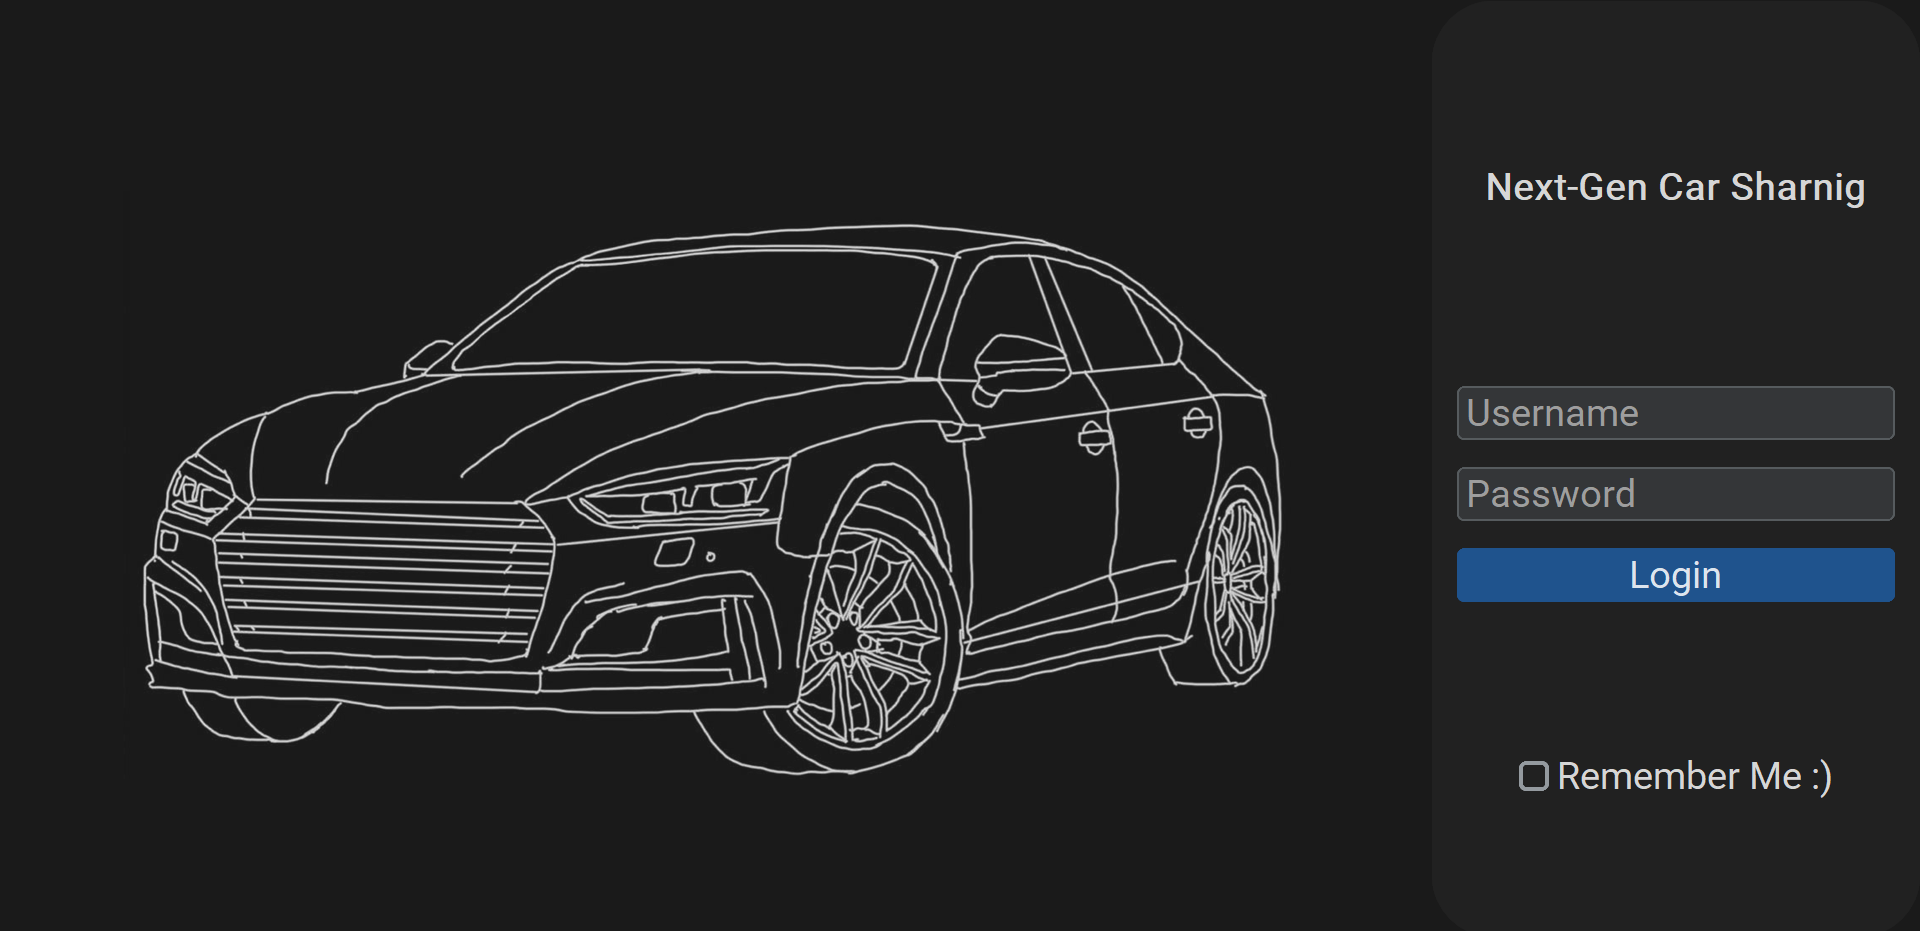 Next-Gen Car Sharnig
Username
Password
Login
Remember Me :)